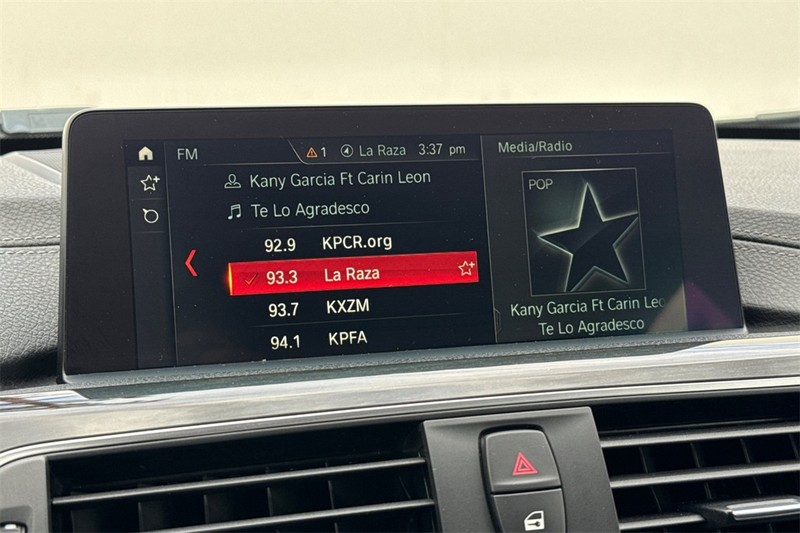 FM
1 La Raza 3:37 pm
Kany Garcia Ft Carin Leon
Te Lo Agradesco
92.9 KPCR.org
93.3 La Raza
93.7 KXZM
94.1 KPFA
Media/Radio
POP
Kany Garcia Ft Carin Leo
Te Lo Agradesco